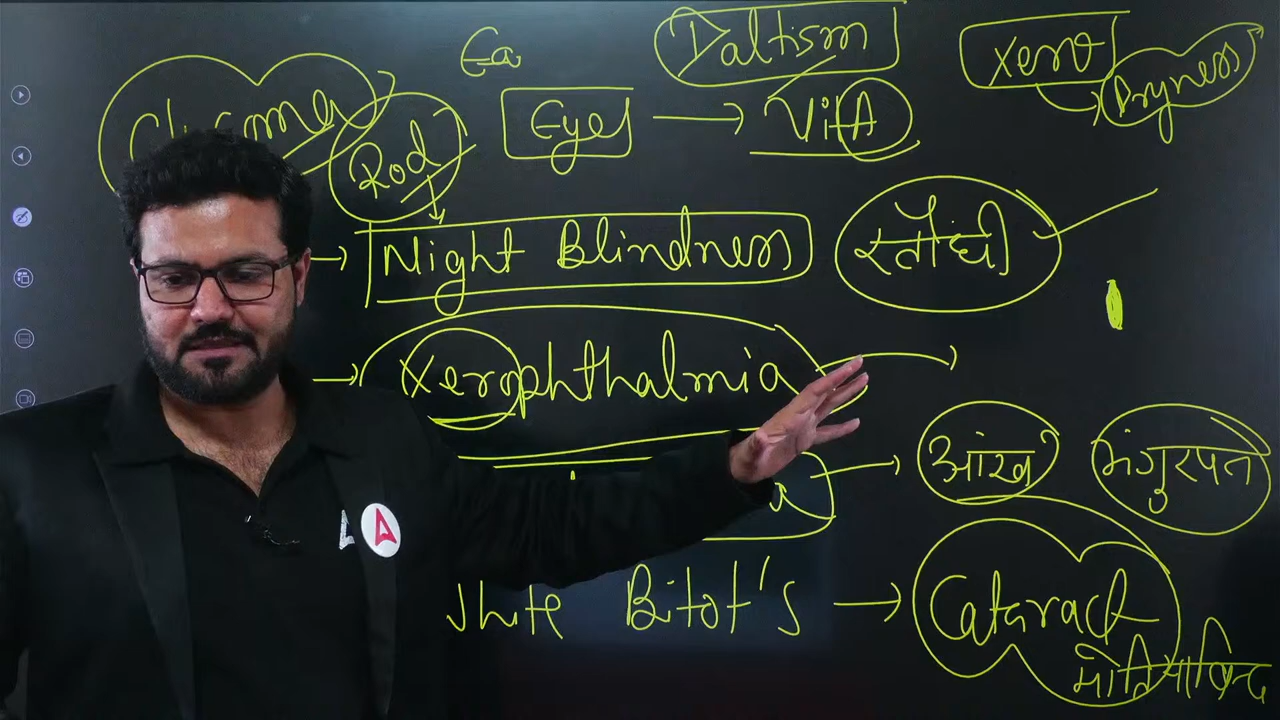 Ea Daltism Xero
Eyes → Vit A Dryness
Rod
→ Night Blindness रतौंधी
→ Xerophthalmia →
→ आंख भंगुरपन
Bitot's → Cataract
मोतियाबिन्द